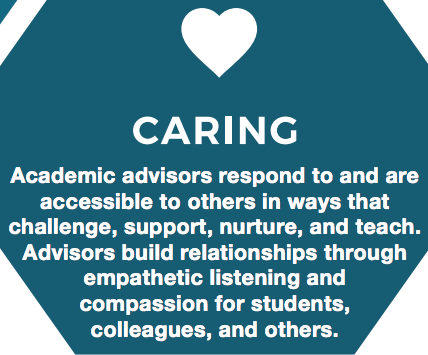 CARING
Academic advisors respond to and are
accessible to others in ways that
challenge, support, nurture, and teach.
Advisors build relationships through
empathetic listening and
compassion for students,
colleagues, and others.